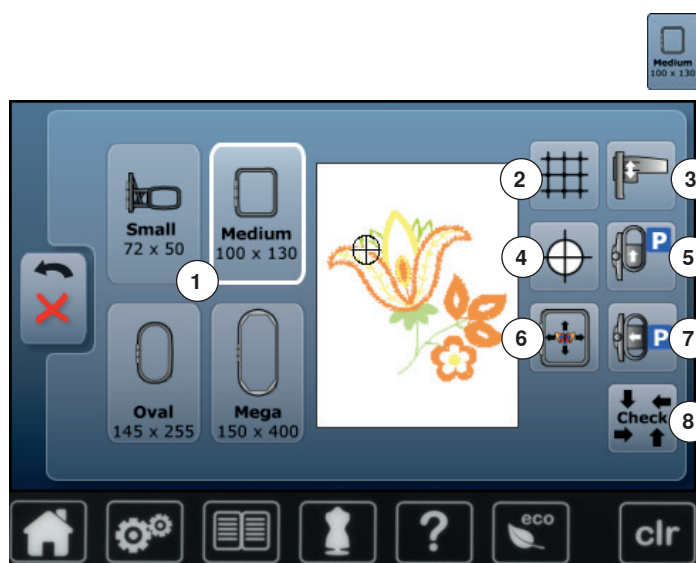 Medium
100 x 130
Small
72 x 50
Medium
100 x 130
1
2
3
4
P
5
6
P
7
Oval
145 x 255
Mega
150 x 400
Check
8
?
eco
clr